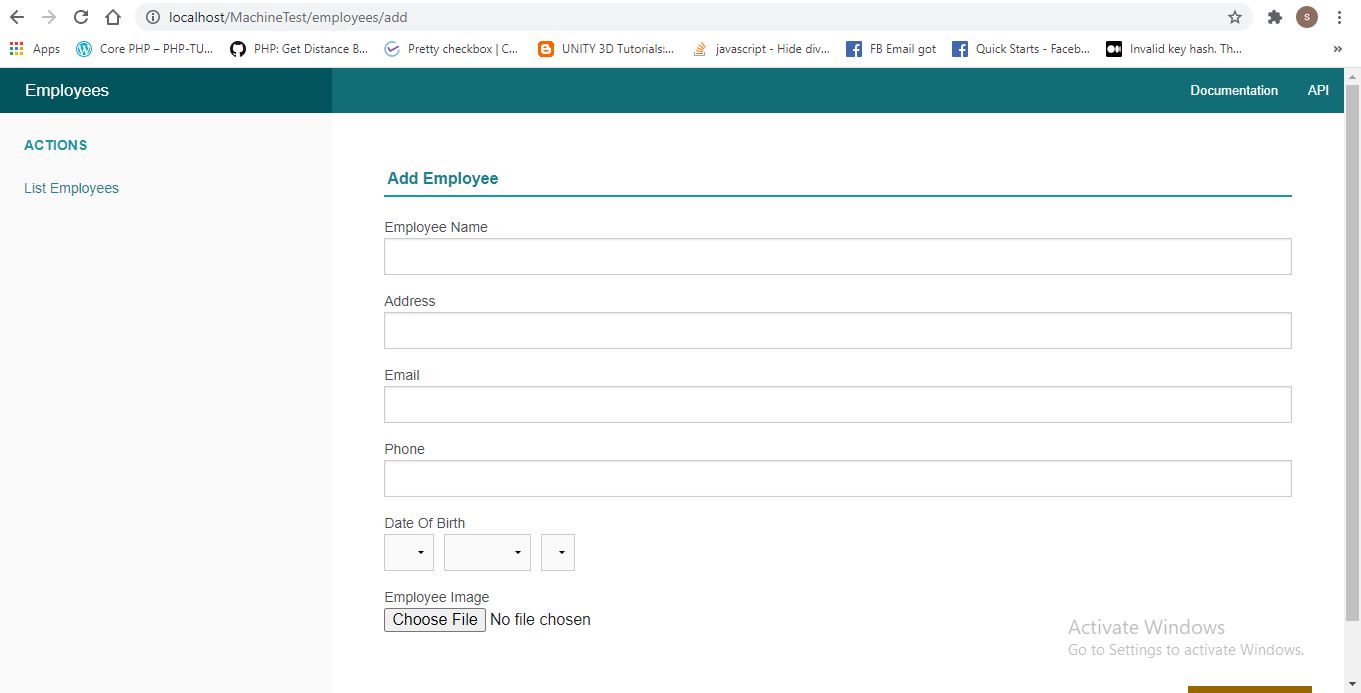 localhost/MachineTest/employees/add
s
Apps Core PHP – PHP-TU... PHP: Get Distance B... Pretty checkbox | C... UNITY 3D Tutorials:... javascript - Hide div... FB Email got Quick Starts - Faceb... Invalid key hash. Th... »
Employees Documentation API
ACTIONS
List Employees
Add Employee
Employee Name
Address
Email
Phone
Date Of Birth
Employee Image
Choose File No file chosen
Activate Windows
Go to Settings to activate Windows.